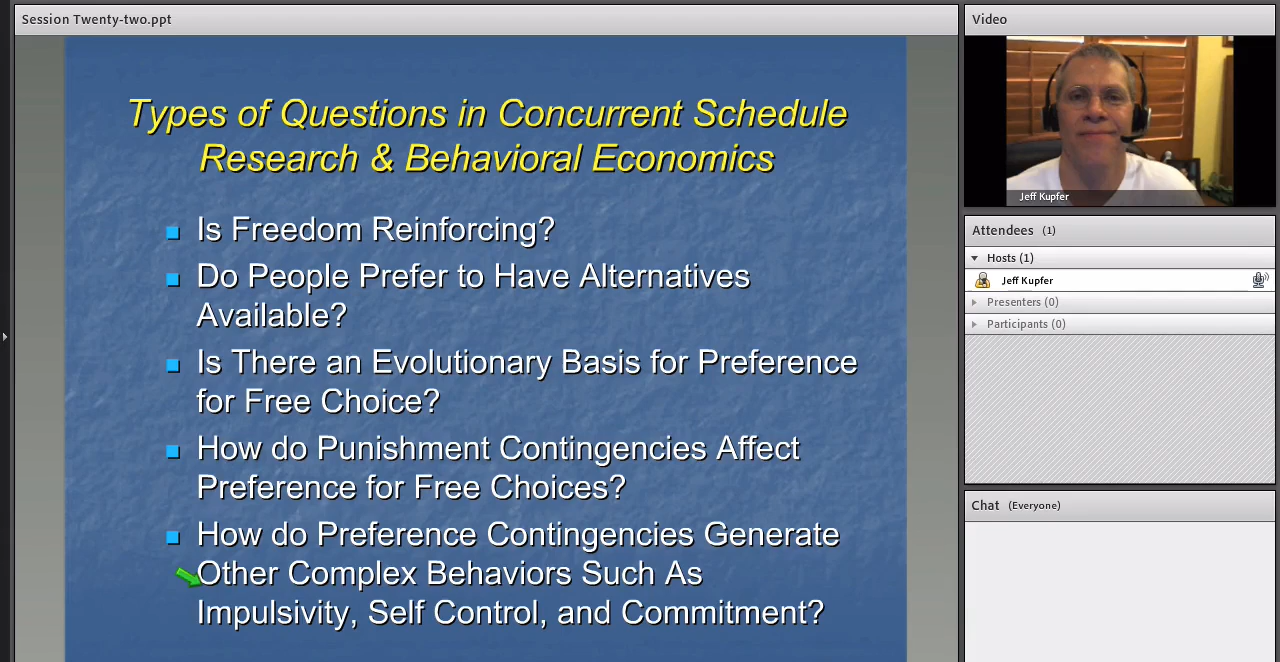 Session Twenty-two.ppt
Types of Questions in Concurrent Schedule
Research & Behavioral Economics
Is Freedom Reinforcing?
Do People Prefer to Have Alternatives
Available?
Is There an Evolutionary Basis for Preference
for Free Choice?
How do Punishment Contingencies Affect
Preference for Free Choices?
How do Preference Contingencies Generate
Other Complex Behaviors Such As
Impulsivity, Self Control, and Commitment?
Video
Jeff Kupfer
Attendees (1)
Hosts (1)
Jeff Kupfer
Presenters (0)
Participants (0)
Chat (Everyone)